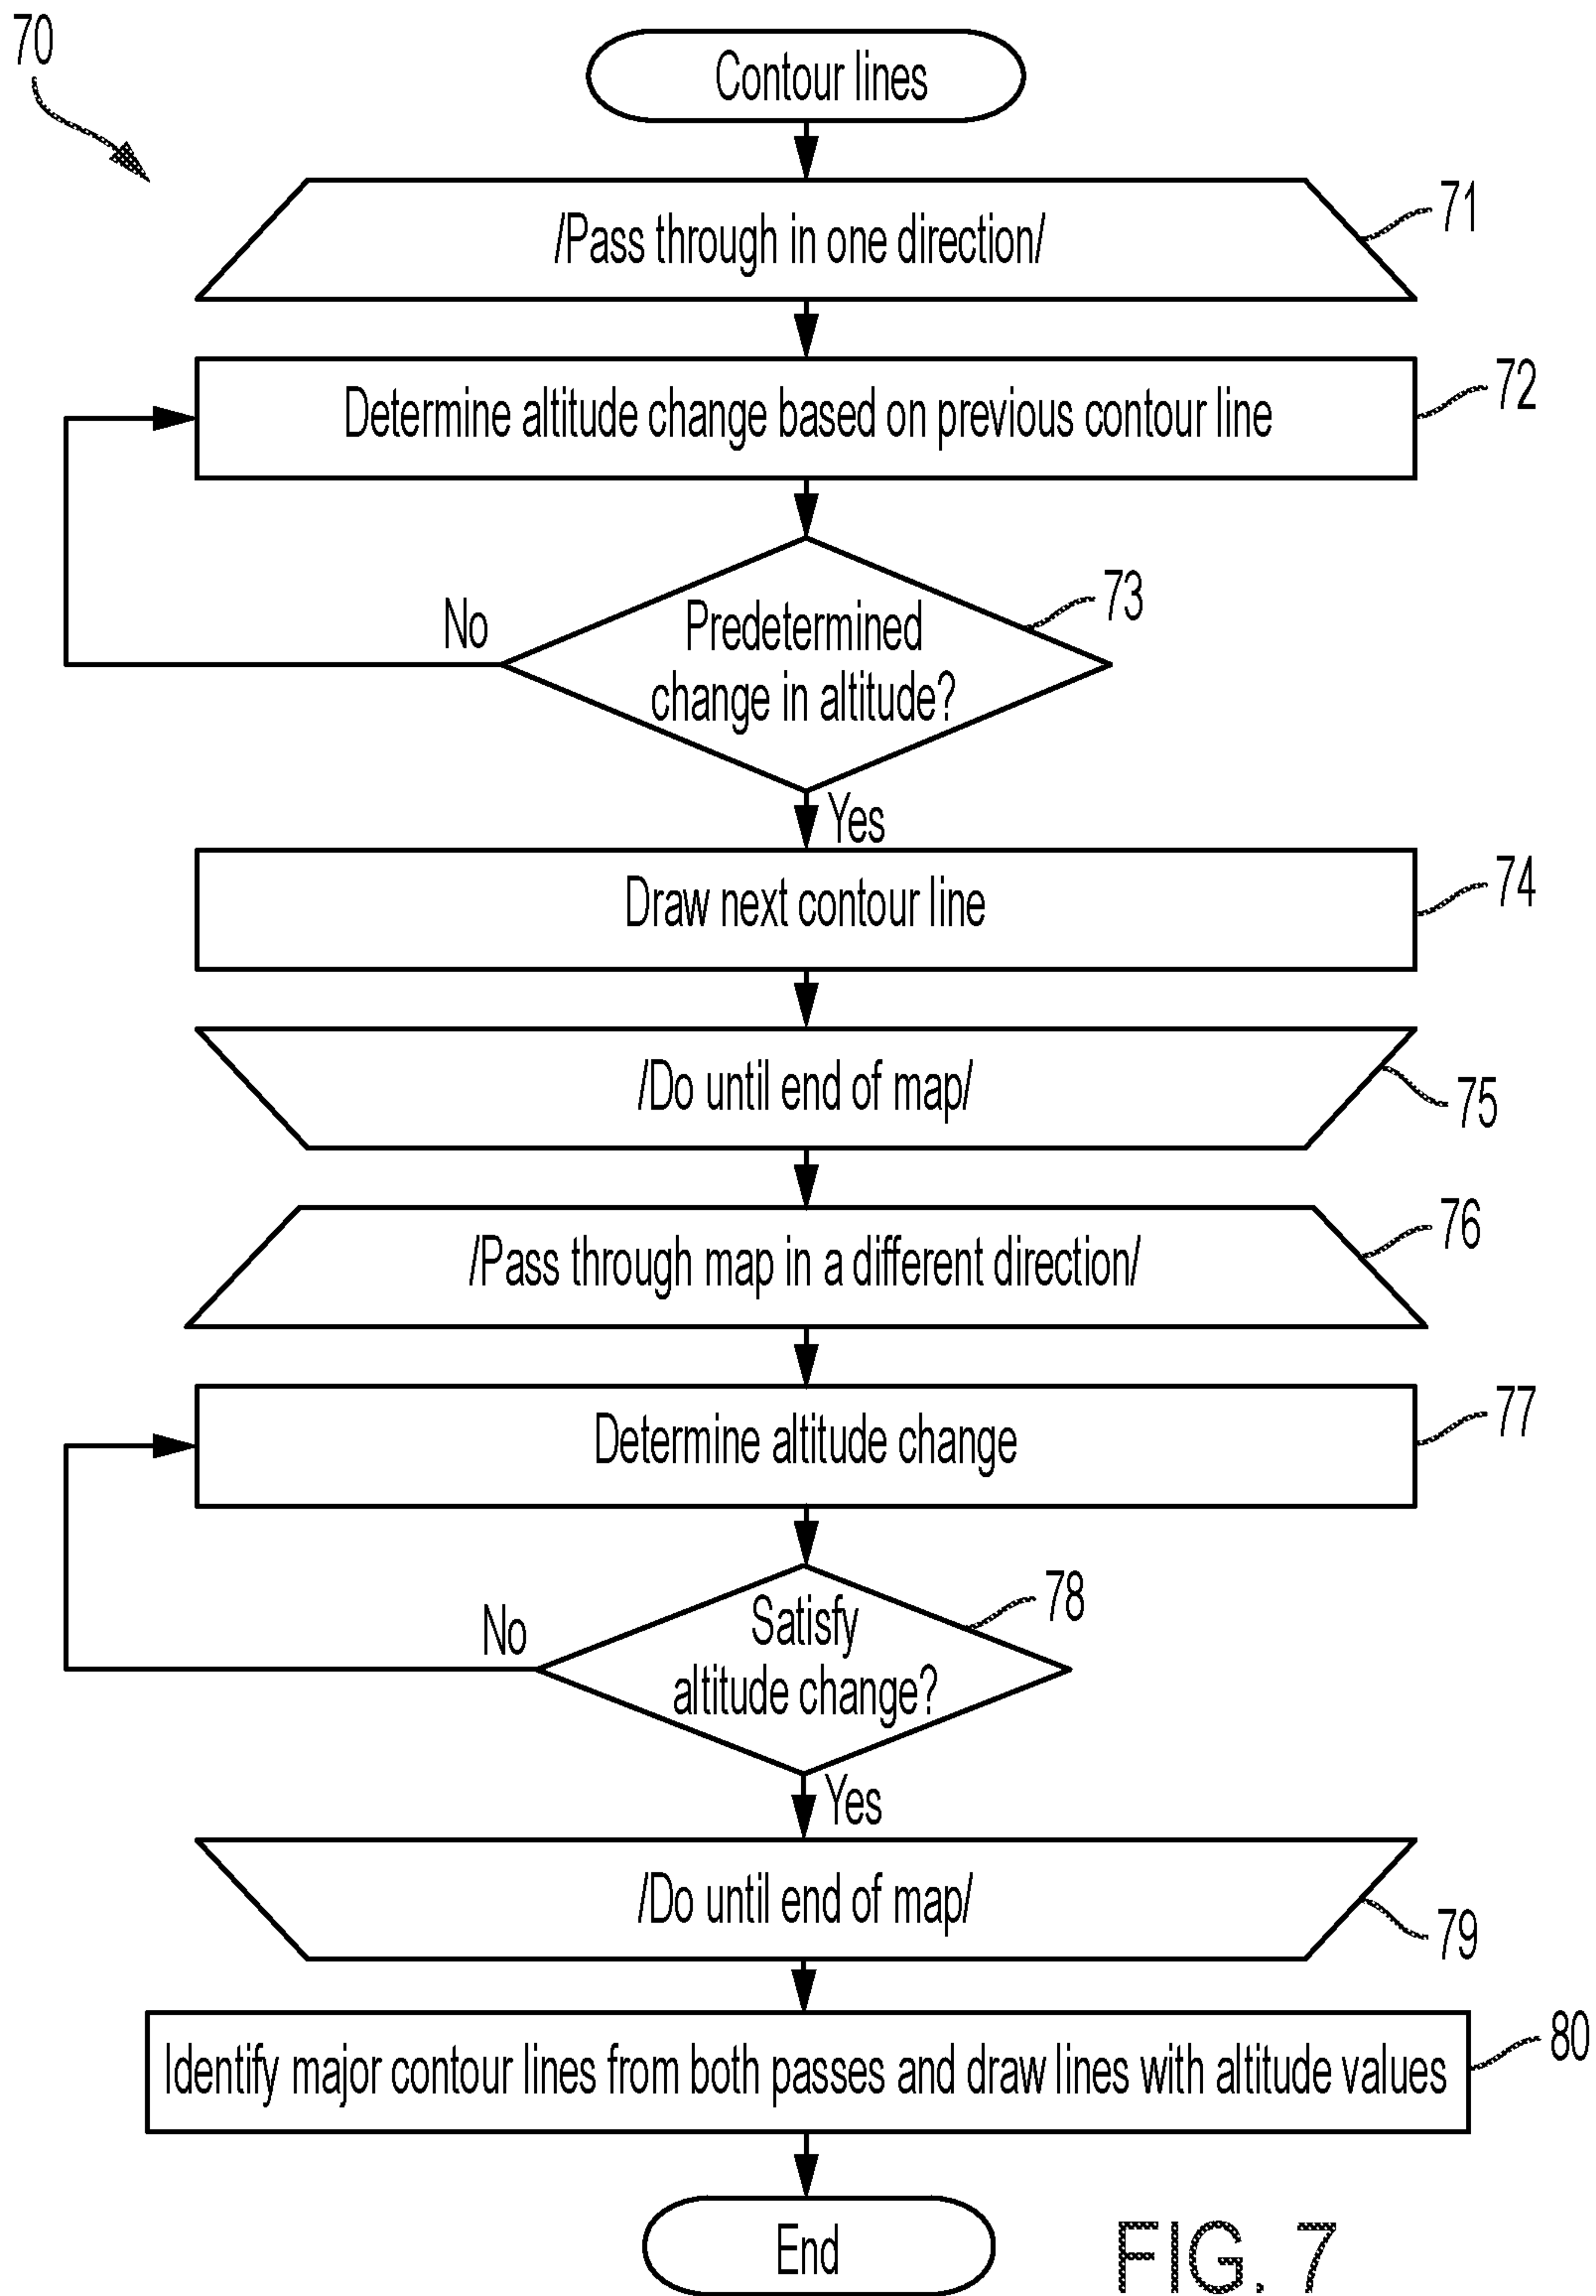 70
Contour lines
/Pass through in one direction/
71
Determine altitude change based on previous contour line
72
Predetermined
change in altitude?
73
No
Yes
Draw next contour line
74
/Do until end of map/
75
/Pass through map in a different direction/
76
Determine altitude change
77
Satisfy
altitude change?
78
No
Yes
/Do until end of map/
79
Identify major contour lines from both passes and draw lines with altitude values
80
End
FIG. 7